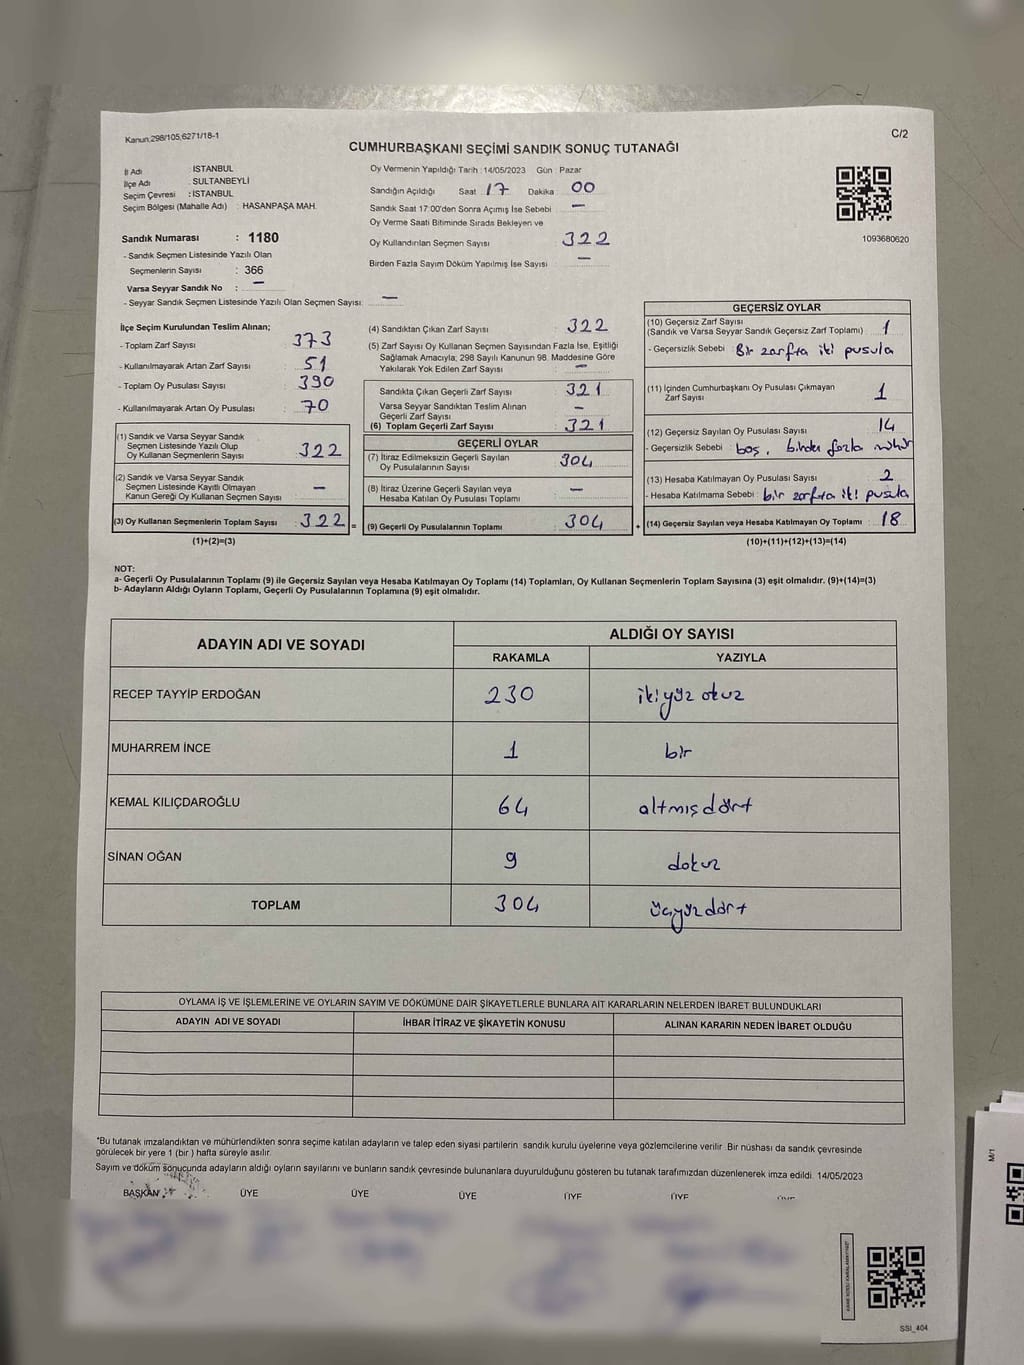 Kanun:298/105,6271/18-1
C/2
CUMHURBAŞKANI SEÇİMİ SANDIK SONUÇ TUTANAĞI
İl Adı : İSTANBUL
İlçe Adı : SULTANBEYLİ
Seçim Çevresi : İSTANBUL
Seçim Bölgesi (Mahalle Adı) : HASANPAŞA MAH.
Sandık Numarası : 1180
- Sandık Seçmen Listesinde Yazılı Olan
Seçmenlerin Sayısı : 366
Varsa Seyyar Sandık No : —
- Seyyar Sandık Seçmen Listesinde Yazılı Olan Seçmen Sayısı: —
Oy Vermenin Yapıldığı Tarih : 14/05/2023 Gün : Pazar
Sandığın Açıldığı Saat 17 Dakika 00
Sandık Saat 17:00'den Sonra Açımış İse Sebebi —
Oy Verme Saati Bitiminde Sırada Bekleyen ve
Oy Kullandırılan Seçmen Sayısı 322
Birden Fazla Sayım Döküm Yapılmış İse Sayısı —
1093680620
İlçe Seçim Kurulundan Teslim Alınan;
- Toplam Zarf Sayısı : 373
- Kullanılmayarak Artan Zarf Sayısı : 51
- Toplam Oy Pusulası Sayısı : 390
- Kullanılmayarak Artan Oy Pusulası : 70
(1) Sandık ve Varsa Seyyar Sandık
Seçmen Listesinde Yazılı Olup
Oy Kullanan Seçmenlerin Sayısı : 322
(2) Sandık ve Varsa Seyyar Sandık
Seçmen Listesinde Kayıtlı Olmayan
Kanun Gereği Oy Kullanan Seçmen Sayısı : —
(3) Oy Kullanan Seçmenlerin Toplam Sayısı : 322 =
(1)+(2)=(3)
(4) Sandıktan Çıkan Zarf Sayısı : 322
(5) Zarf Sayısı Oy Kullanan Seçmen Sayısından Fazla İse, Eşitliği
Sağlamak Amacıyla; 298 Sayılı Kanunun 98. Maddesine Göre
Yakılarak Yok Edilen Zarf Sayısı : —
Sandıkta Çıkan Geçerli Zarf Sayısı : 321
Varsa Seyyar Sandıktan Teslim Alınan
Geçerli Zarf Sayısı : —
(6) Toplam Geçerli Zarf Sayısı : 321
GEÇERLİ OYLAR
(7) İtiraz Edilmeksizin Geçerli Sayılan
Oy Pusulalarının Sayısı : 304
(8) İtiraz Üzerine Geçerli Sayılan veya
Hesaba Katılan Oy Pusulası Toplamı : —
(9) Geçerli Oy Pusulalarının Toplamı : 304 +
GEÇERSİZ OYLAR
(10) Geçersiz Zarf Sayısı
(Sandık ve Varsa Seyyar Sandık Geçersiz Zarf Toplamı) : 1
- Geçersizlik Sebebi : Bir zarfta iki pusula
(11) İçinden Cumhurbaşkanı Oy Pusulası Çıkmayan
Zarf Sayısı : 1
(12) Geçersiz Sayılan Oy Pusulası Sayısı : 14
- Geçersizlik Sebebi : boş, birden fazla mühür
(13) Hesaba Katılmayan Oy Pusulası Sayısı : 2
- Hesaba Katılmama Sebebi : bir zarfta iki pusula
(14) Geçersiz Sayılan veya Hesaba Katılmayan Oy Toplamı : 18
(10)+(11)+(12)+(13)=(14)
NOT:
a- Geçerli Oy Pusulalarının Toplamı (9) ile Geçersiz Sayılan veya Hesaba Katılmayan Oy Toplamı (14) Toplamları, Oy Kullanan Seçmenlerin Toplam Sayısına (3) eşit olmalıdır. (9)+(14)=(3)
b- Adayların Aldığı Oyların Toplamı, Geçerli Oy Pusulalarının Toplamına (9) eşit olmalıdır.
ADAYIN ADI VE SOYADI
ALDIĞI OY SAYISI
RAKAMLA YAZIYLA
RECEP TAYYİP ERDOĞAN 230 ikiyüz otuz
MUHARREM İNCE 1 bir
KEMAL KILIÇDAROĞLU 64 altmışdört
SİNAN OĞAN 9 dokuz
TOPLAM 304 üçyüzdört
OYLAMA İŞ VE İŞLEMLERİNE VE OYLARIN SAYIM VE DÖKÜMÜNE DAİR ŞİKAYETLERLE BUNLARA AİT KARARLARIN NELERDEN İBARET BULUNDUKLARI
ADAYIN ADI VE SOYADI İHBAR İTİRAZ VE ŞİKAYETİN KONUSU ALINAN KARARIN NEDEN İBARET OLDUĞU
*Bu tutanak imzalandıktan ve mühürlendikten sonra seçime katılan adayların ve talep eden siyasi partilerin sandık kurulu üyelerine veya gözlemcilerine verilir. Bir nüshası da sandık çevresinde
görülecek bir yere 1 (bir) hafta süreyle asılır.
Sayım ve döküm sonucunda adayların aldığı oyların sayılarını ve bunların sandık çevresinde bulunanlara duyurulduğunu gösteren bu tutanak tarafımızdan düzenlenerek imza edildi. 14/05/2023
BAŞKAN ÜYE ÜYE ÜYE ÜYE ÜYE
SSI_404
M/1